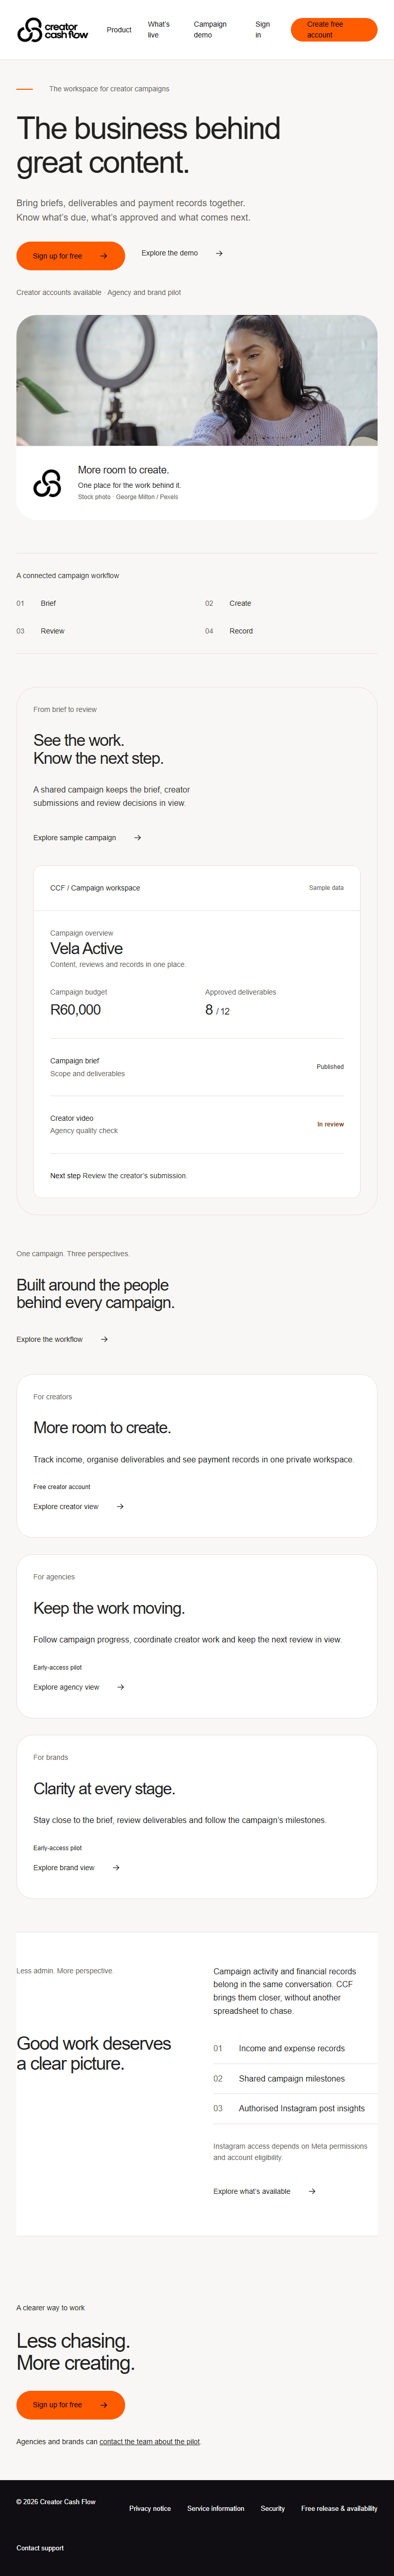 creator
cash flow
Product
What's
live
Campaign
demo
Sign
in
Create free
account
The workspace for creator campaigns
The business behind
great content.
Bring briefs, deliverables and payment records together.
Know what's due, what's approved and what comes next.
Sign up for free →
Explore the demo →
Creator accounts available · Agency and brand pilot
More room to create.
One place for the work behind it.
Stock photo · George Milton / Pexels
A connected campaign workflow
01 Brief
02 Create
03 Review
04 Record
From brief to review
See the work.
Know the next step.
A shared campaign keeps the brief, creator
submissions and review decisions in view.
Explore sample campaign →
CCF / Campaign workspace
Sample data
Campaign overview
Vela Active
Content, reviews and records in one place.
Campaign budget
R60,000
Approved deliverables
8 / 12
Campaign brief
Scope and deliverables
Published
Creator video
Agency quality check
In review
Next step Review the creator's submission.
One campaign. Three perspectives.
Built around the people
behind every campaign.
Explore the workflow →
For creators
More room to create.
Track income, organise deliverables and see payment records in one private workspace.
Free creator account
Explore creator view →
For agencies
Keep the work moving.
Follow campaign progress, coordinate creator work and keep the next review in view.
Early-access pilot
Explore agency view →
For brands
Clarity at every stage.
Stay close to the brief, review deliverables and follow the campaign's milestones.
Early-access pilot
Explore brand view →
Less admin. More perspective.
Good work deserves
a clear picture.
Campaign activity and financial records
belong in the same conversation. CCF
brings them closer, without another
spreadsheet to chase.
01 Income and expense records
02 Shared campaign milestones
03 Authorised Instagram post insights
Instagram access depends on Meta permissions
and account eligibility.
Explore what's available →
A clearer way to work
Less chasing.
More creating.
Sign up for free →
Agencies and brands can contact the team about the pilot.
© 2026 Creator Cash Flow
Privacy notice
Service information
Security
Free release & availability
Contact support